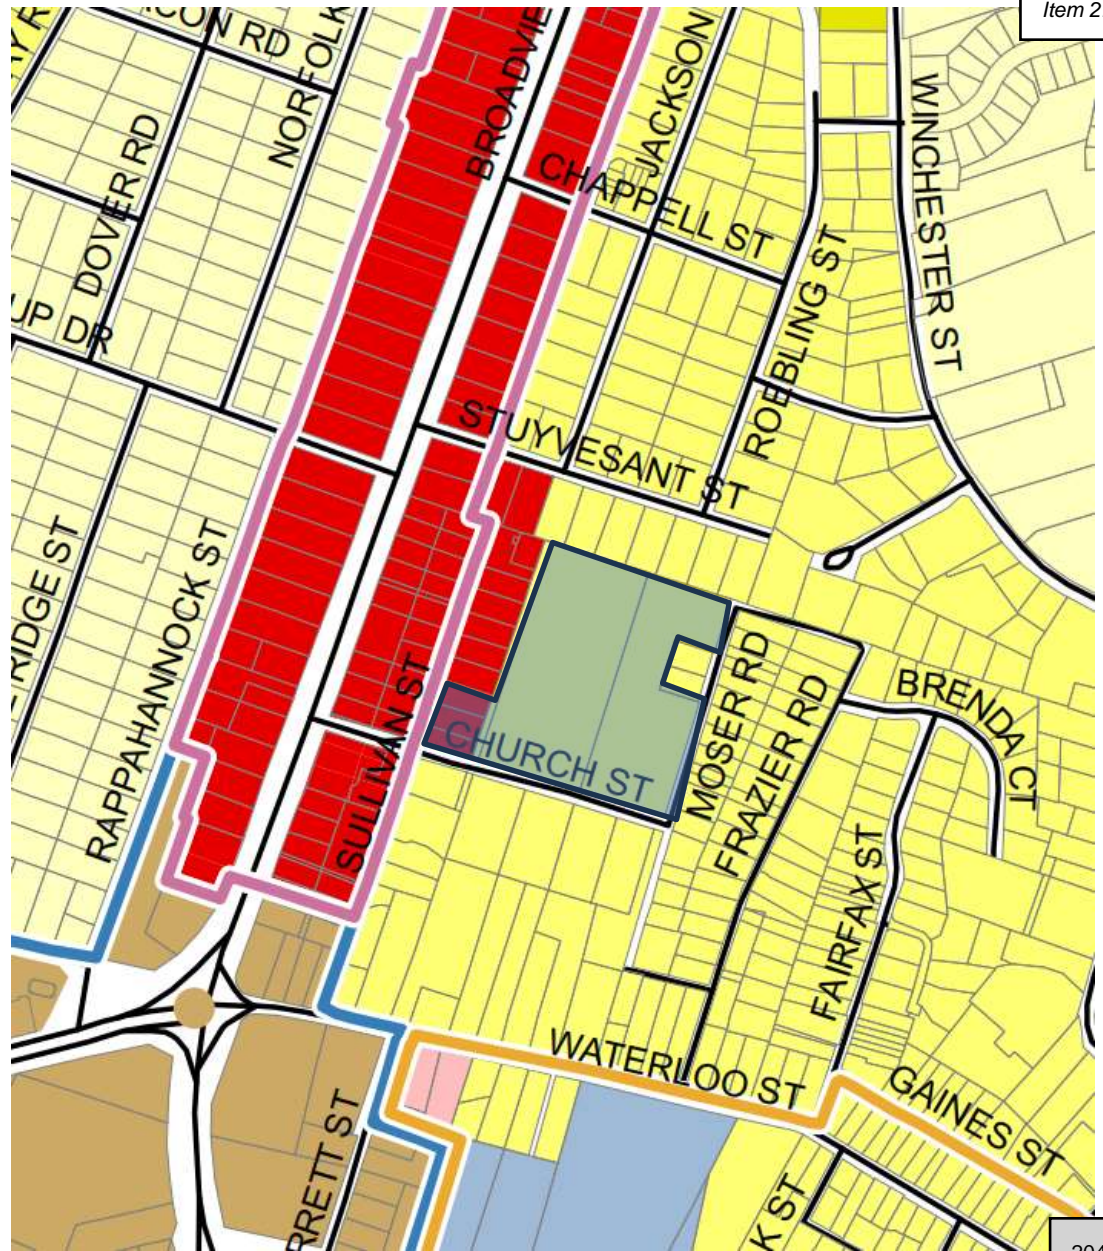 Item 2
CON RD
NORFOLK
BROADVIE
JACKSON
WINCHESTER ST
DOVER RD
CHAPPELL ST
UP DR
ROEBLING ST
STUYVESANT ST
RIDGE ST
RAPPAHANNOCK ST
SULLIVAN ST
CHURCH ST
MOSER RD
FRAZIER RD
BRENDA CT
FAIRFAX ST
WATERLOO ST
GAINES ST
RRETT ST
K ST